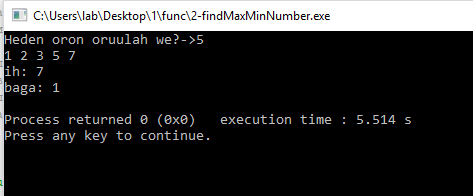 C:\Users\lab\Desktop\1\func\2-findMaxMinNumber.exe
Heden oron oruulah we?->5
1 2 3 5 7
ih: 7
baga: 1
Process returned 0 (0x0)   execution time : 5.514 s
Press any key to continue.